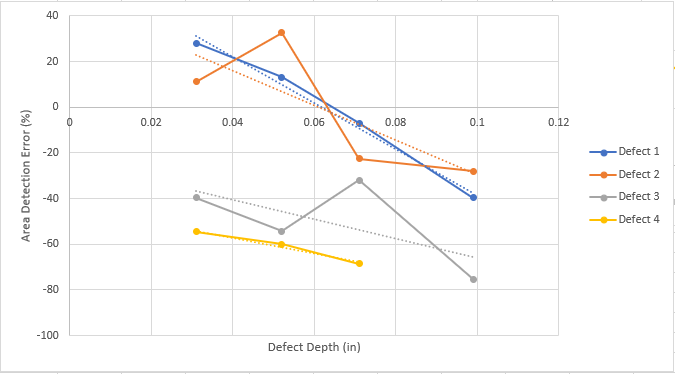 40
20
0
-20
-40
-60
-80
-100
0
0.02
0.04
0.06
0.08
0.1
0.12
Area Detection Error (%)
Defect Depth (in)
Defect 1
Defect 2
Defect 3
Defect 4